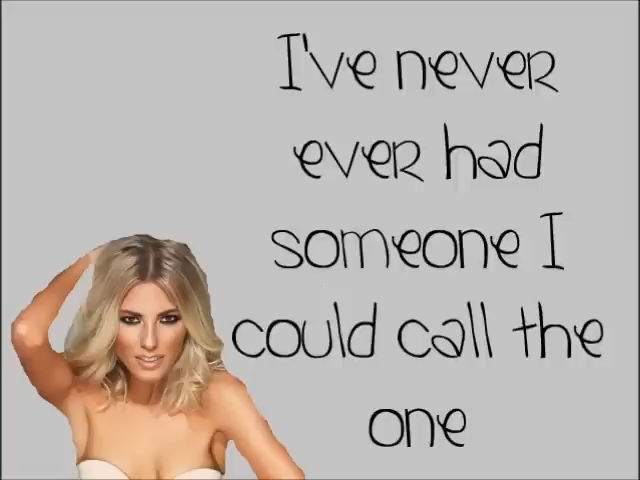 I've never
ever had
someone I
could call the
one